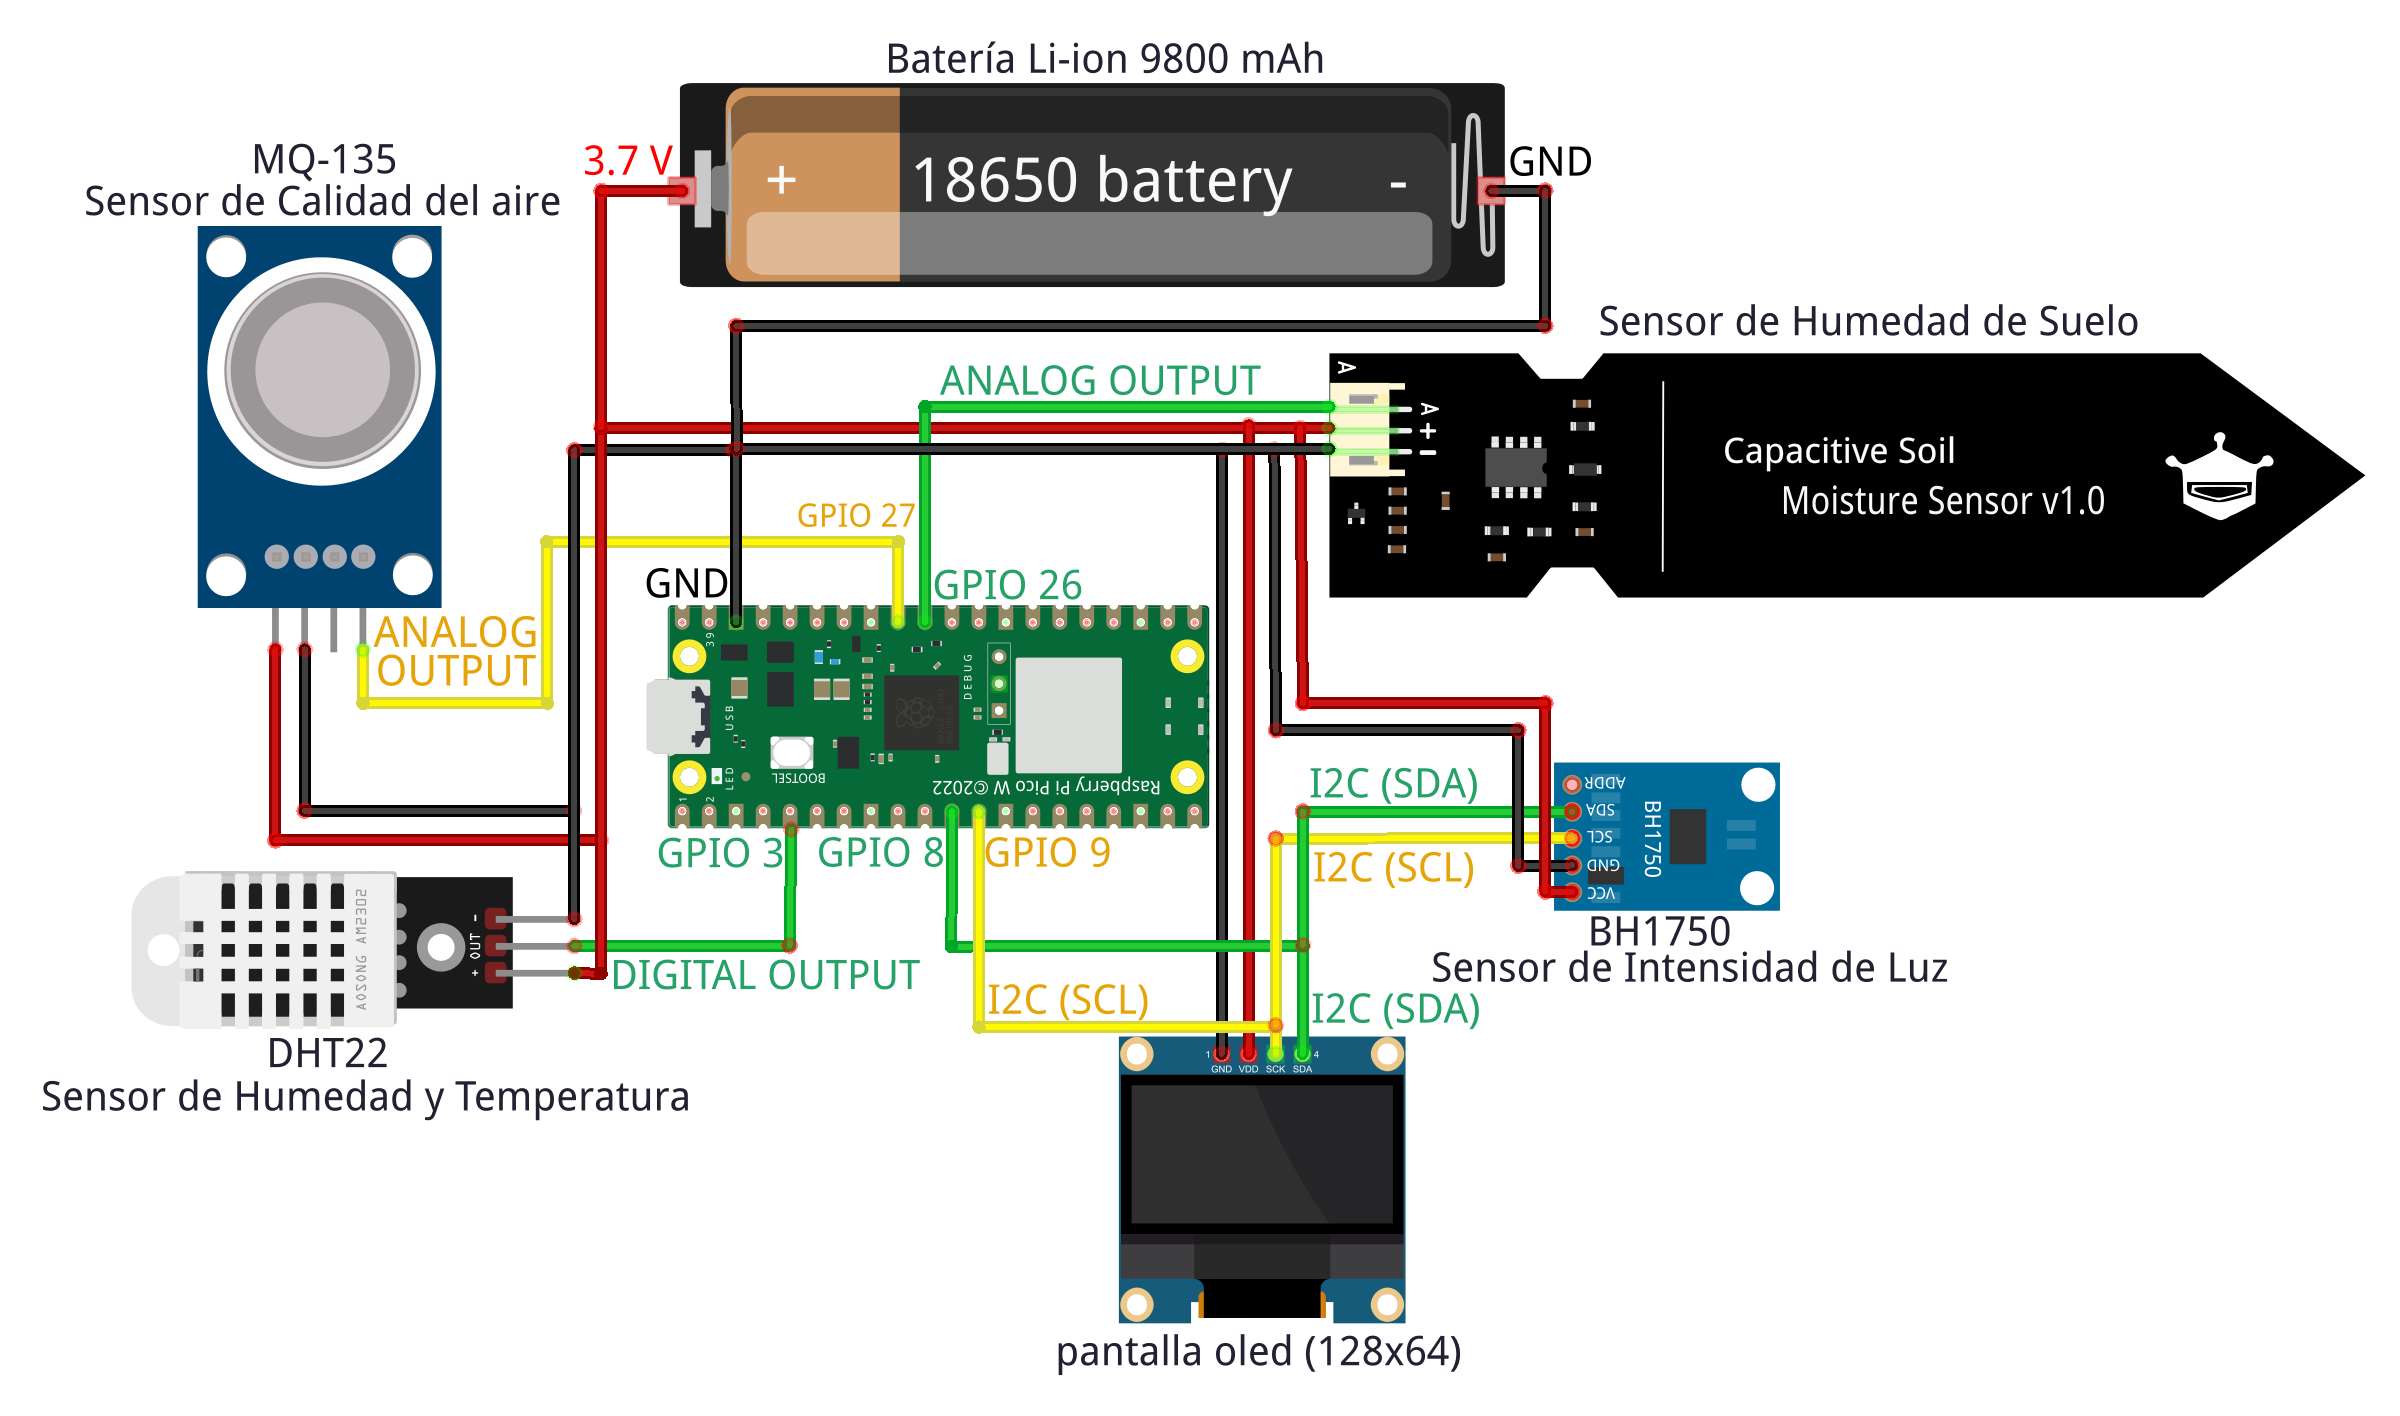 Batería Li-ion 9800 mAh
3.7 V
+
18650 battery
-
GND
MQ-135
Sensor de Calidad del aire
Sensor de Humedad de Suelo
A
ANALOG OUTPUT
A
+
-
Capacitive Soil
Moisture Sensor v1.0
GPIO 27
GND
GPIO 26
ANALOG
OUTPUT
39
DEBUG
USB
BOOTSEL
LED
Raspberry Pi Pico W ©2022
1
2
GPIO 3
GPIO 8
GPIO 9
I2C (SDA)
I2C (SCL)
ADDR
SDA
SCL
GND
VCC
BH1750
BH1750
Sensor de Intensidad de Luz
AOSONG AM2302
-
OUT
+
DIGITAL OUTPUT
I2C (SCL)
I2C (SDA)
DHT22
Sensor de Humedad y Temperatura
1
4
GND
VDD
SCK
SDA
pantalla oled (128x64)